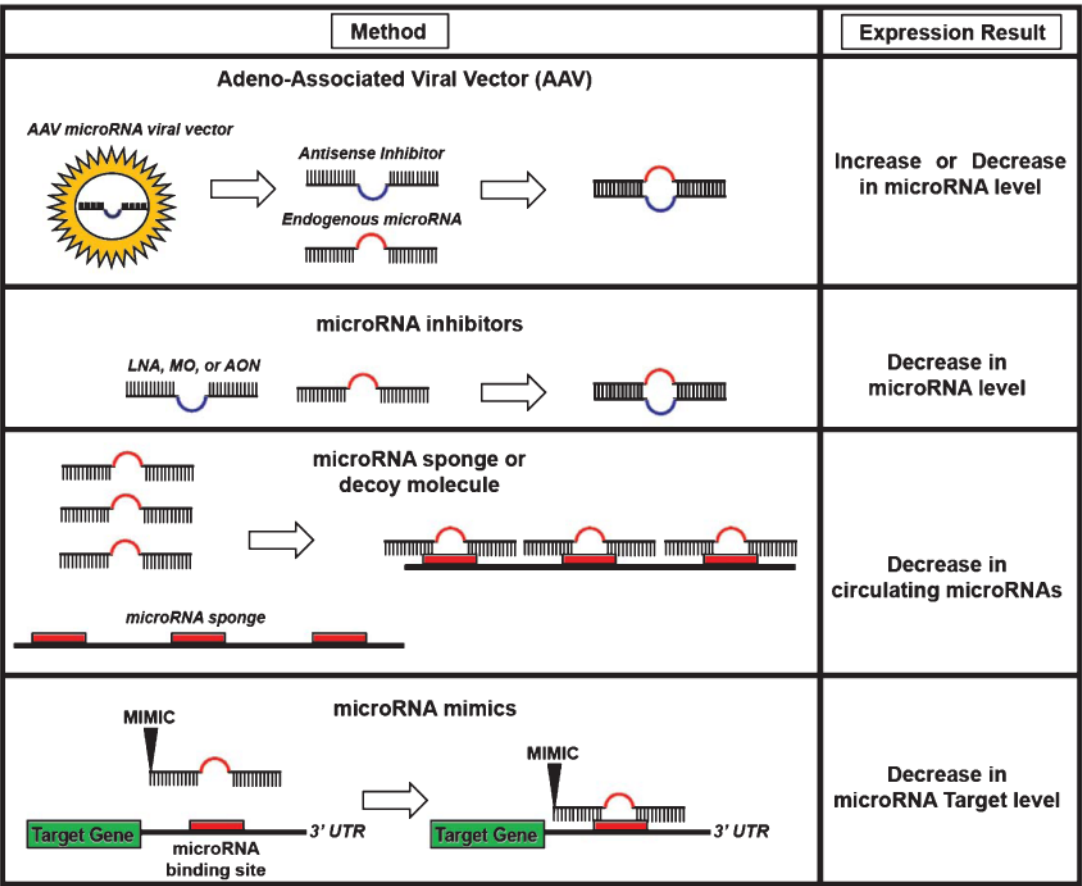 Method
Expression Result
Adeno-Associated Viral Vector (AAV)
AAV microRNA viral vector
Antisense Inhibitor
Endogenous microRNA
Increase or Decrease
in microRNA level
microRNA inhibitors
LNA, MO, or AON
Decrease in
microRNA level
microRNA sponge or
decoy molecule
microRNA sponge
Decrease in
circulating microRNAs
microRNA mimics
MIMIC
MIMIC
Target Gene
3' UTR
microRNA
binding site
Target Gene
3' UTR
Decrease in
microRNA Target level